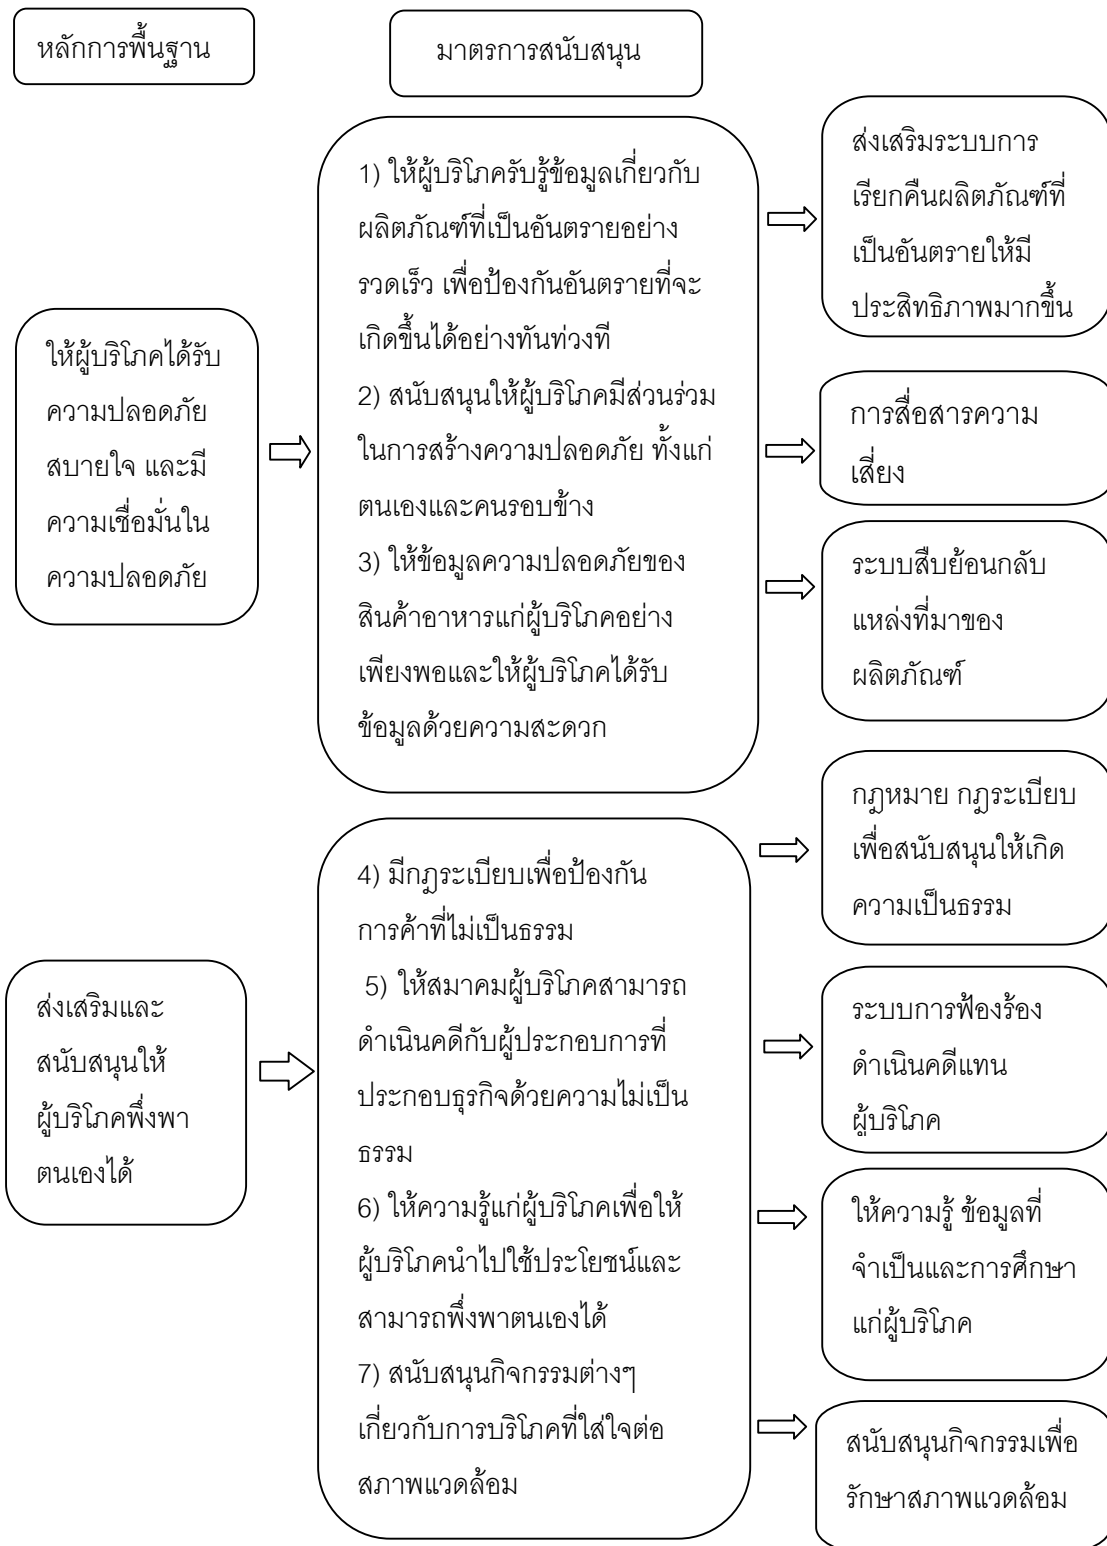 หลักการพื้นฐาน
มาตรการสนับสนุน
ให้ผู้บริโภคได้รับ
ความปลอดภัย
สบายใจ และมี
ความเชื่อมั่นใน
ความปลอดภัย
1) ให้ผู้บริโภครับรู้ข้อมูลเกี่ยวกับ
ผลิตภัณฑ์ที่เป็นอันตรายอย่าง
รวดเร็ว เพื่อป้องกันอันตรายที่จะ
เกิดขึ้นได้อย่างทันท่วงที
2) สนับสนุนให้ผู้บริโภคมีส่วนร่วม
ในการสร้างความปลอดภัย ทั้งแก่
ตนเองและคนรอบข้าง
3) ให้ข้อมูลความปลอดภัยของ
สินค้าอาหารแก่ผู้บริโภคอย่าง
เพียงพอและให้ผู้บริโภคได้รับ
ข้อมูลด้วยความสะดวก
ส่งเสริมระบบการ
เรียกคืนผลิตภัณฑ์ที่
เป็นอันตรายให้มี
ประสิทธิภาพมากขึ้น
การสื่อสารความ
เสี่ยง
ระบบสืบย้อนกลับ
แหล่งที่มาของ
ผลิตภัณฑ์
ส่งเสริมและ
สนับสนุนให้
ผู้บริโภคพึ่งพา
ตนเองได้
4) มีกฎระเบียบเพื่อป้องกัน
การค้าที่ไม่เป็นธรรม
5) ให้สมาคมผู้บริโภคสามารถ
ดำเนินคดีกับผู้ประกอบการที่
ประกอบธุรกิจด้วยความไม่เป็น
ธรรม
6) ให้ความรู้แก่ผู้บริโภคเพื่อให้
ผู้บริโภคนำไปใช้ประโยชน์และ
สามารถพึ่งพาตนเองได้
7) สนับสนุนกิจกรรมต่างๆ
เกี่ยวกับการบริโภคที่ใส่ใจต่อ
สภาพแวดล้อม
กฎหมาย กฎระเบียบ
เพื่อสนับสนุนให้เกิด
ความเป็นธรรม
ระบบการฟ้องร้อง
ดำเนินคดีแทน
ผู้บริโภค
ให้ความรู้ ข้อมูลที่
จำเป็นและการศึกษา
แก่ผู้บริโภค
สนับสนุนกิจกรรมเพื่อ
รักษาสภาพแวดล้อม